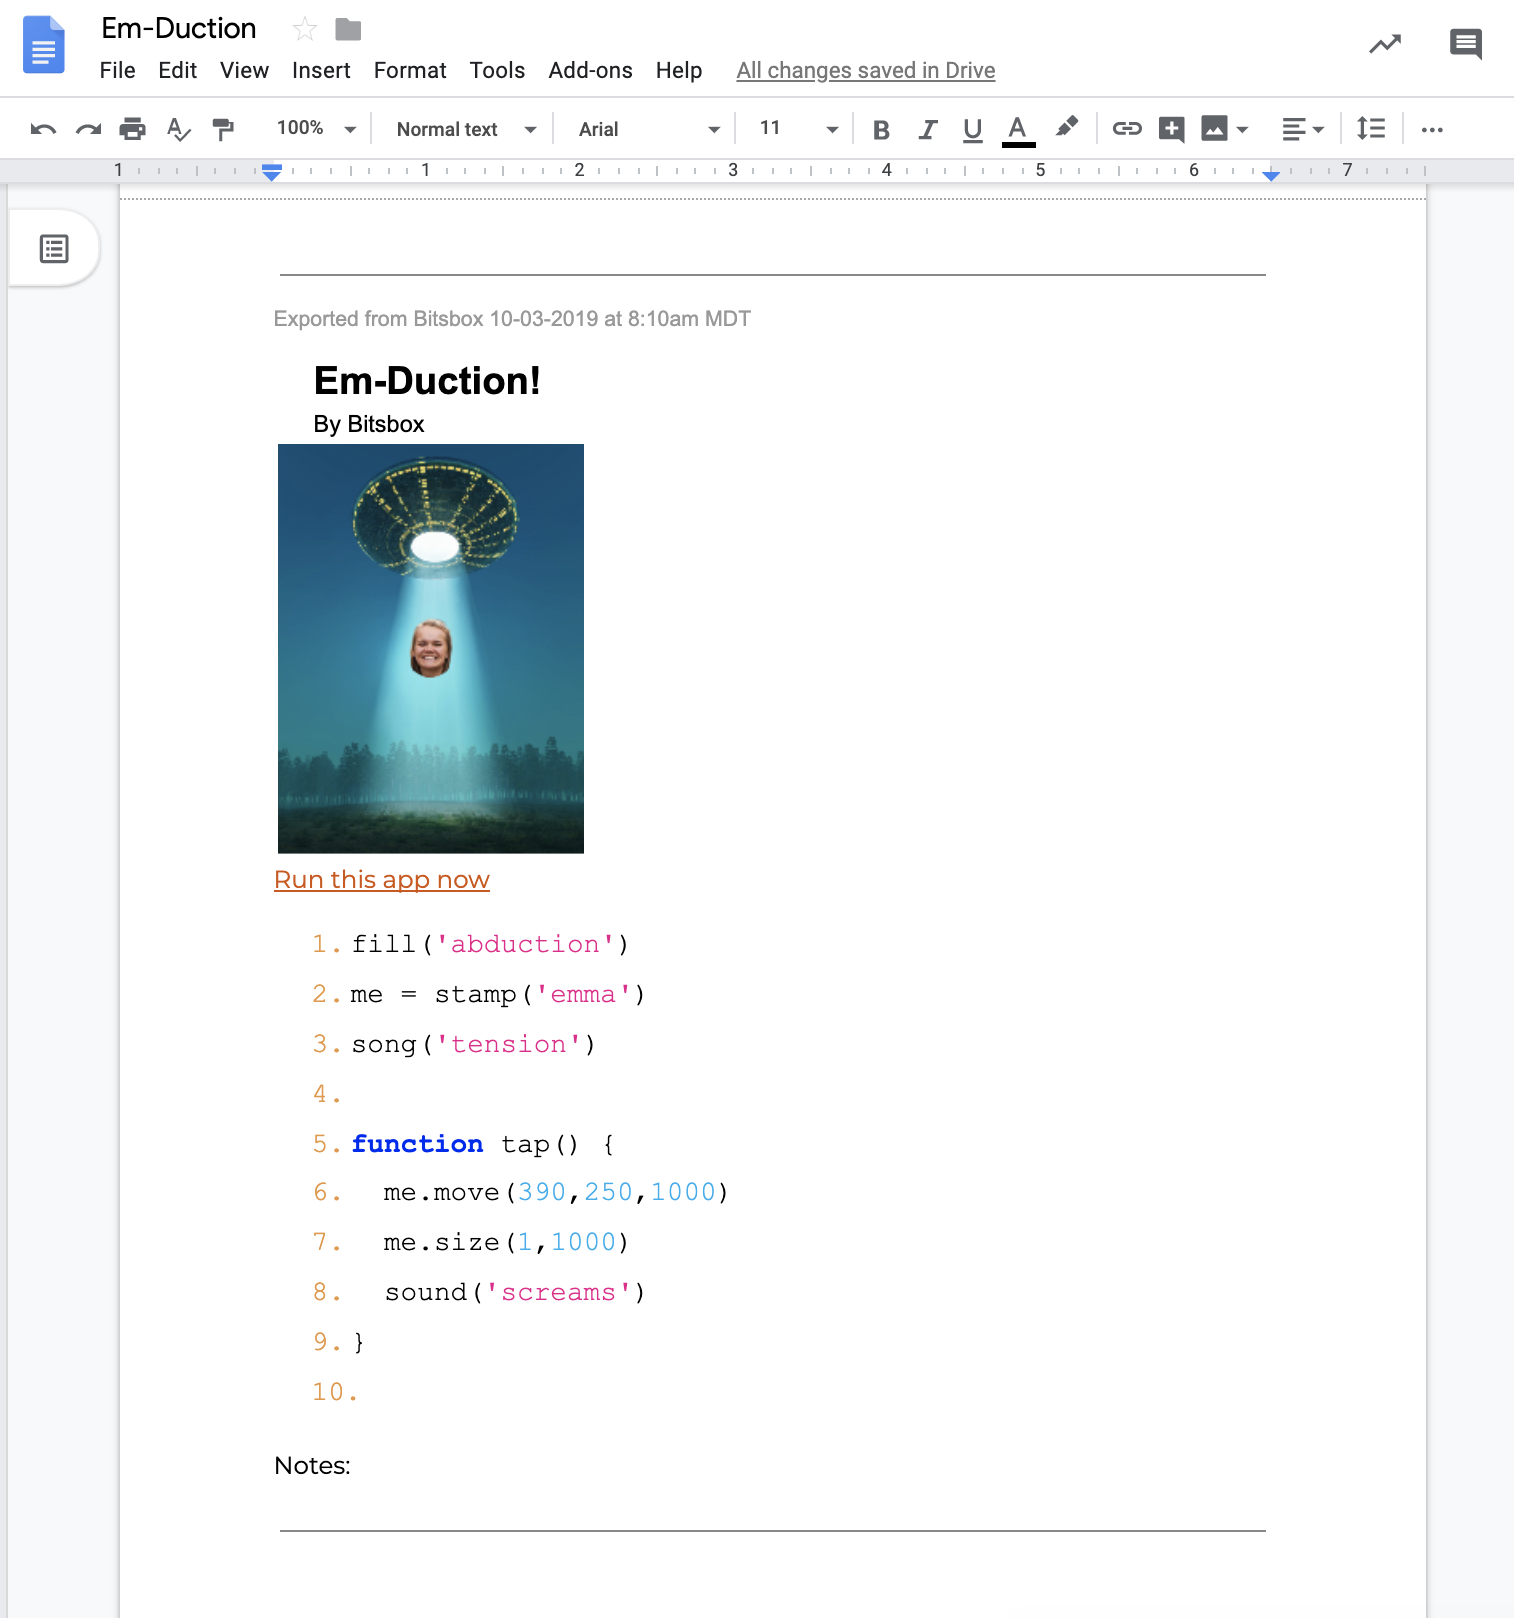 Em-Duction
File Edit View Insert Format Tools Add-ons Help All changes saved in Drive
100% Normal text Arial 11 B I U A
1 1 2 3 4 5 6 7
Exported from Bitsbox 10-03-2019 at 8:10am MDT
Em-Duction!
By Bitsbox
Run this app now
1. fill('abduction')
2. me = stamp('emma')
3. song('tension')
4.
5. function tap() {
6.   me.move(390,250,1000)
7.   me.size(1,1000)
8.   sound('screams')
9. }
10.
Notes: